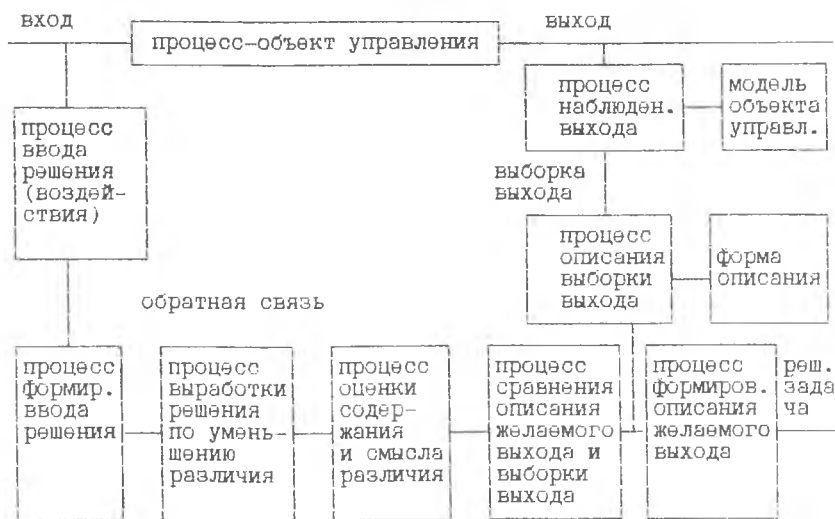 вход
выход
процесс-объект управления
процесс
ввода
решения
(воздей-
ствия)
процесс
наблюден.
выхода
модель
объекта
управл.
выборка
выхода
процесс
описания
выборки
выхода
форма
описания
обратная связь
процесс
формир.
ввода
решения
процесс
выработки
решения
по умень-
шению
различия
процесс
оценки
содер-
жания
и смысла
различия
процесс
сравнения
описания
желаемого
выхода и
выборки
выхода
процесс
формиров.
описания
желаемого
выхода
реш.
зада
ча